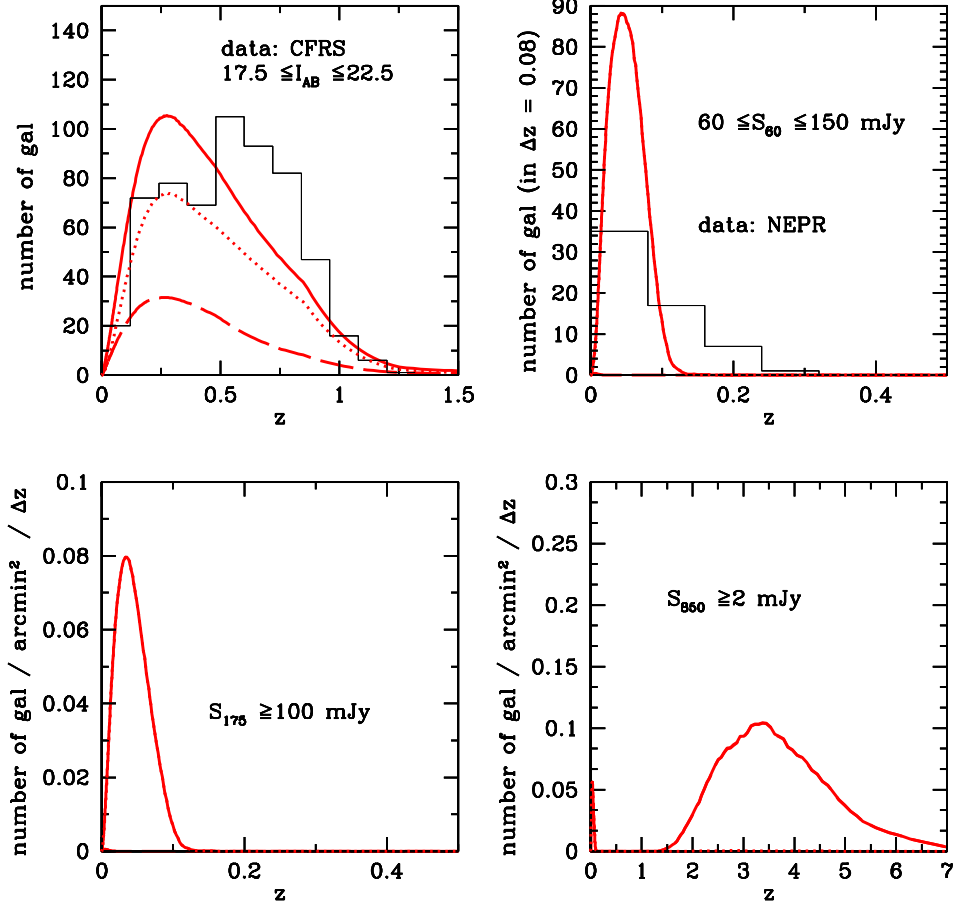 number of gal
140
120
100
80
60
40
20
0
data: CFRS
17.5 ≦I_AB ≦22.5
0 0.5 1 1.5
z
number of gal (in Δz = 0.08)
90
80
70
60
50
40
30
20
10
0
60 ≦S_60 ≦150 mJy
data: NEPR
0 0.2 0.4
z
number of gal / arcmin² / Δz
0.1
0.08
0.06
0.04
0.02
0
S_175 ≧100 mJy
0 0.2 0.4
z
number of gal / arcmin² / Δz
0.3
0.25
0.2
0.15
0.1
0.05
0
S_850 ≧2 mJy
0 1 2 3 4 5 6 7
z